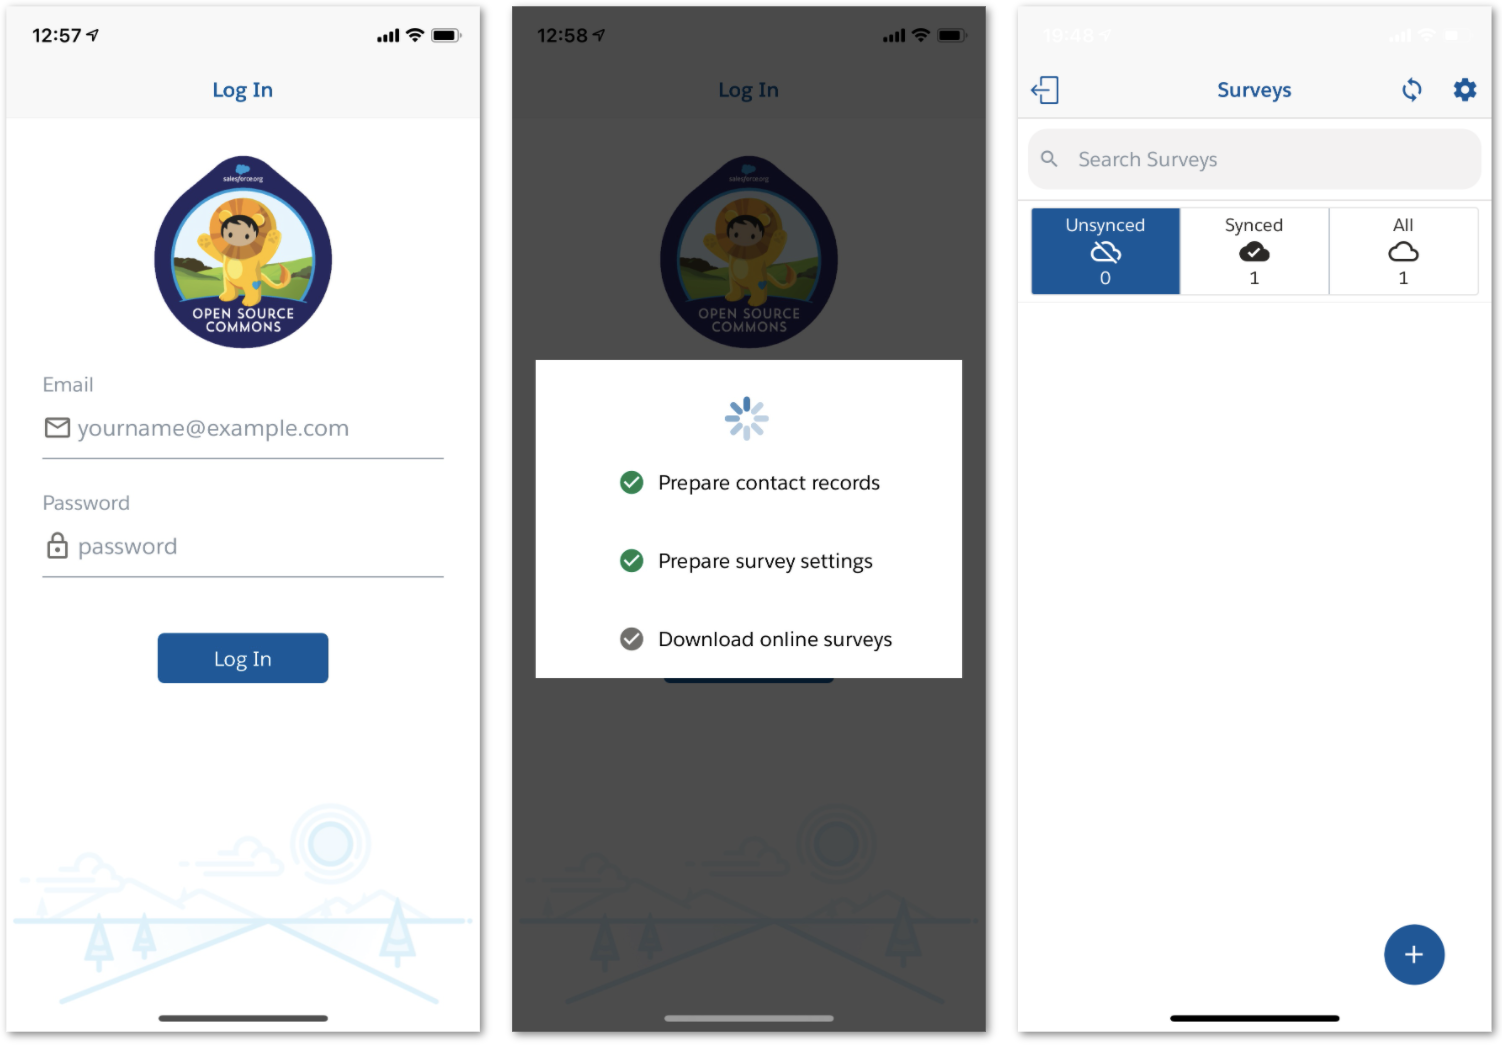 12:57
Log In
salesforce.org
OPEN SOURCE
COMMONS
Email
yourname@example.com
Password
password
Log In
12:58
Log In
salesforce.org
OPEN SOURCE
COMMONS
Prepare contact records
Prepare survey settings
Download online surveys
19:48
Surveys
Search Surveys
Unsynced
0
Synced
1
All
1